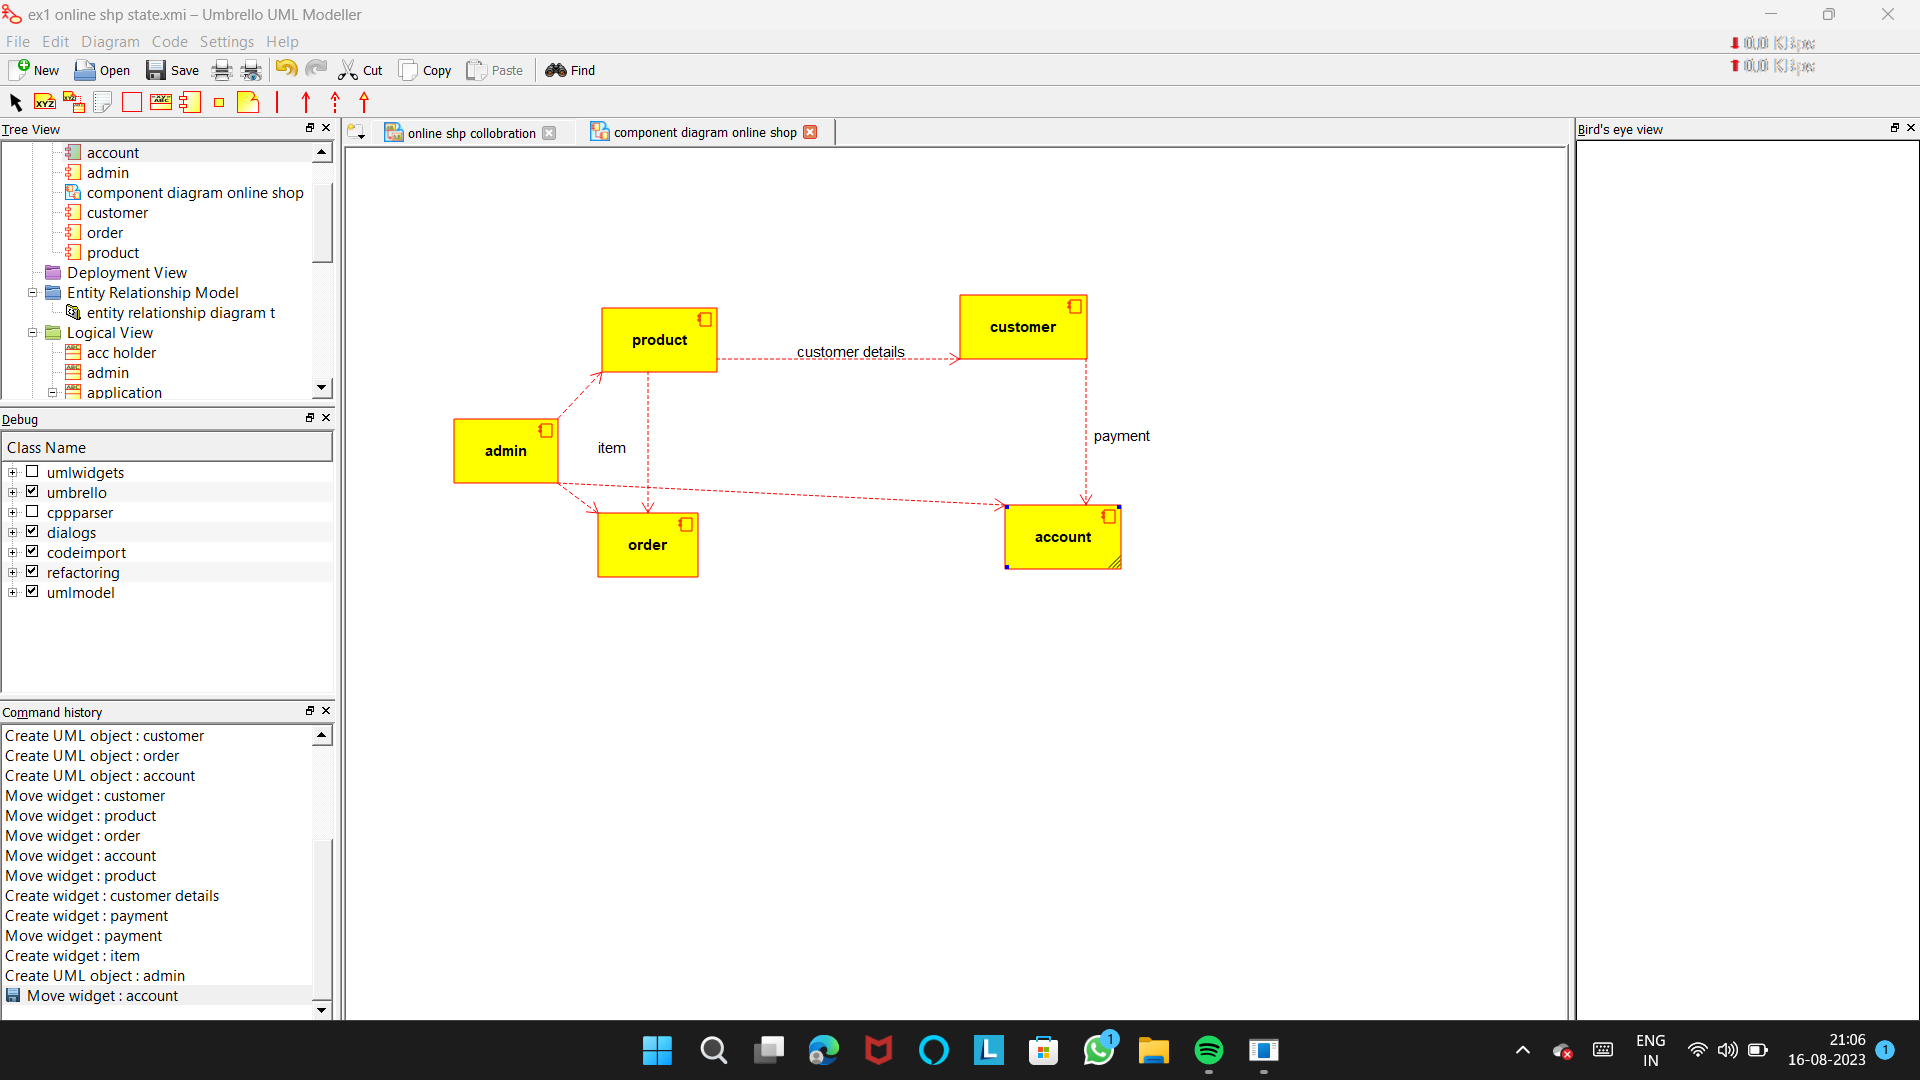 ex1 online shp state.xmi – Umbrello UML Modeller
File Edit Diagram Code Settings Help
New Open Save Cut Copy Paste Find
XYZ
Tree View
online shp collobration
component diagram online shop
Bird's eye view
account
admin
component diagram online shop
customer
order
product
Deployment View
Entity Relationship Model
entity relationship diagram t
Logical View
acc holder
admin
application
Debug
Class Name
umlwidgets
umbrello
cppparser
dialogs
codeimport
refactoring
umlmodel
Command history
Create UML object : customer
Create UML object : order
Create UML object : account
Move widget : customer
Move widget : product
Move widget : order
Move widget : account
Move widget : product
Create widget : customer details
Create widget : payment
Move widget : payment
Create widget : item
Create UML object : admin
Move widget : account
product
customer details
customer
admin
item
payment
order
account
1
ENG
IN
21:06
16-08-2023
1